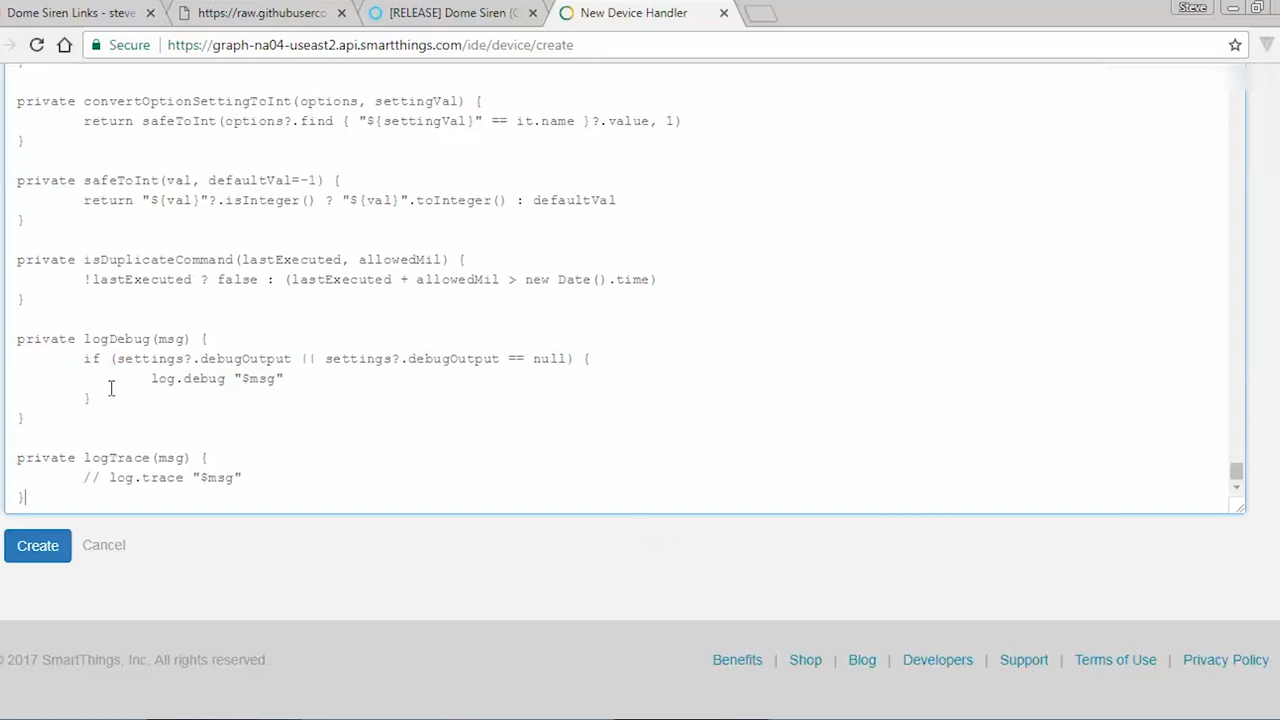 Dome Siren Links - steve
https://raw.githubuserco
[RELEASE] Dome Siren (O
New Device Handler
Steve
Secure
https://graph-na04-useast2.api.smartthings.com/ide/device/create
}
private convertOptionSettingToInt(options, settingVal) {
return safeToInt(options?.find { "${settingVal}" == it.name }?.value, 1)
}
private safeToInt(val, defaultVal=-1) {
return "${val}"?.isInteger() ? "${val}".toInteger() : defaultVal
}
private isDuplicateCommand(lastExecuted, allowedMil) {
!lastExecuted ? false : (lastExecuted + allowedMil > new Date().time)
}
private logDebug(msg) {
if (settings?.debugOutput || settings?.debugOutput == null) {
log.debug "$msg"
}
}
private logTrace(msg) {
// log.trace "$msg"
}
Create Cancel
© 2017 SmartThings, Inc. All rights reserved.
Benefits | Shop | Blog | Developers | Support | Terms of Use | Privacy Policy